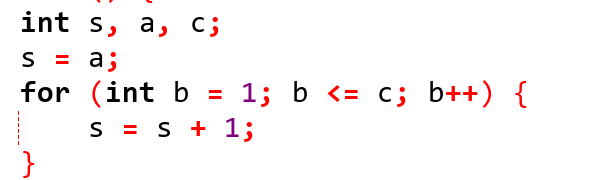 int s, a, c;
s = a;
for (int b = 1; b <= c; b++) {
    s = s + 1;
}